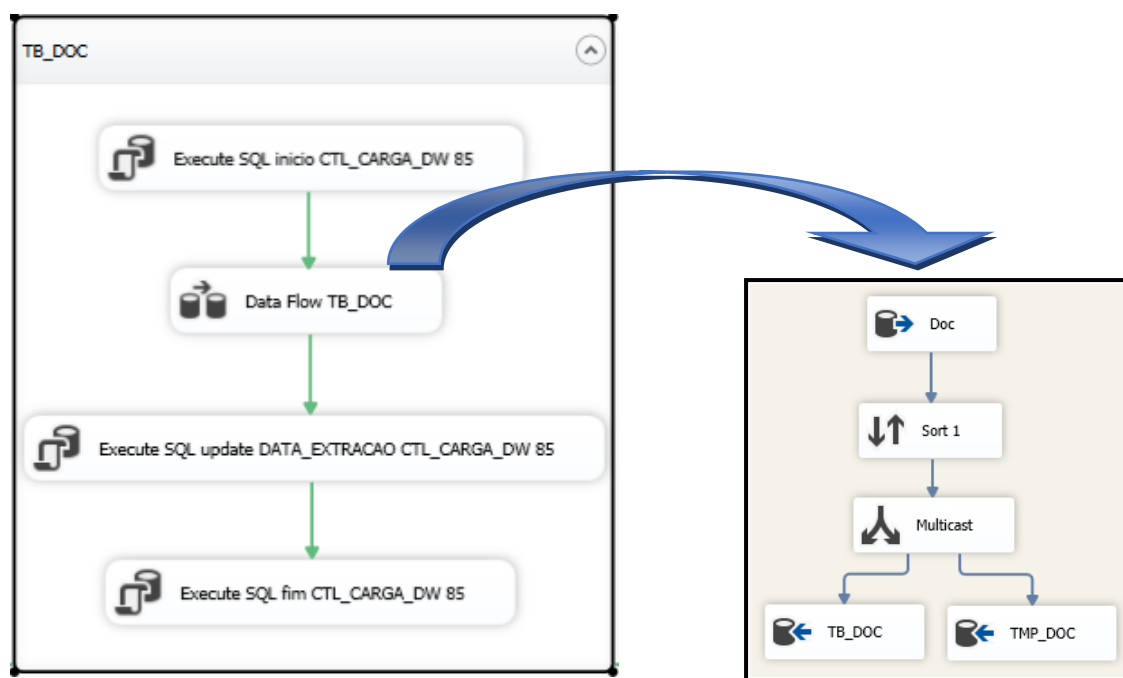 TB_DOC
Execute SQL inicio CTL_CARGA_DW 85
Data Flow TB_DOC
Execute SQL update DATA_EXTRACAO CTL_CARGA_DW 85
Execute SQL fim CTL_CARGA_DW 85
Doc
Sort 1
Multicast
TB_DOC
TMP_DOC